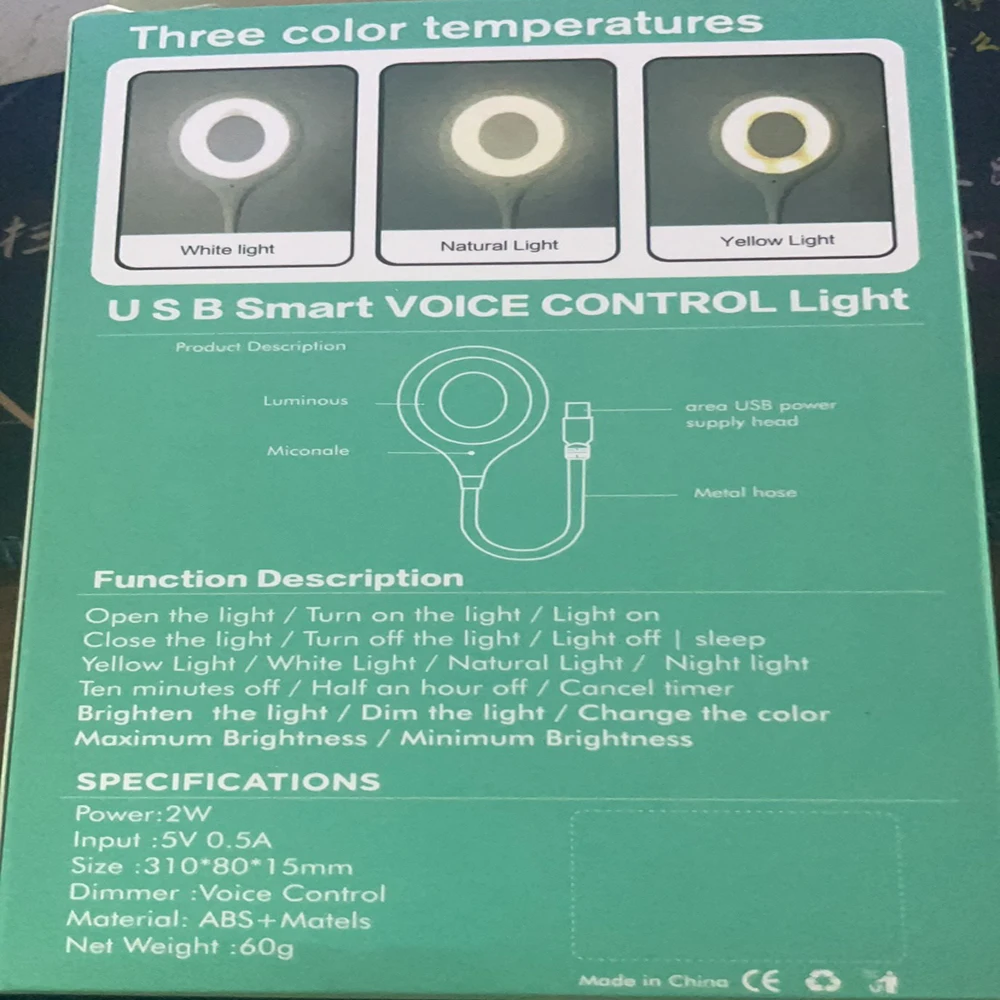 Three color temperatures
White light
Natural Light
Yellow Light
U S B Smart VOICE CONTROL Light
Product Description
Luminous
Miconale
area USB power
supply head
Metal hose
Function Description
Open the light / Turn on the light / Light on
Close the light / Turn off the light / Light off | sleep
Yellow Light / White Light / Natural Light / Night light
Ten minutes off / Half an hour off / Cancel timer
Brighten the light / Dim the light / Change the color
Maximum Brightness / Minimum Brightness
SPECIFICATIONS
Power:2W
Input :5V 0.5A
Size :310*80*15mm
Dimmer :Voice Control
Material: ABS+Matels
Net Weight :60g
Made in China CE